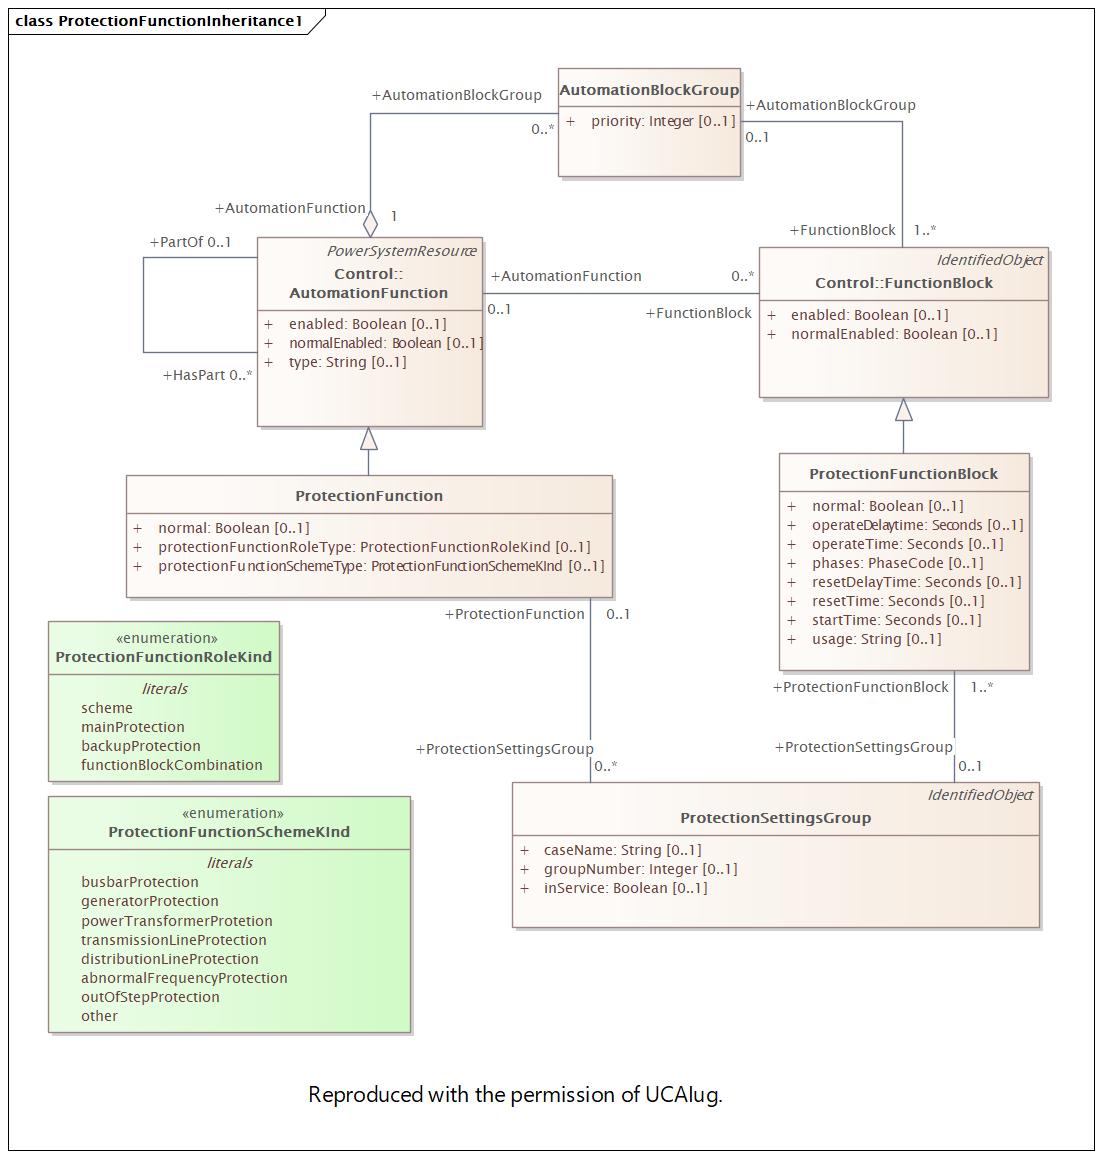 class ProtectionFunctionInheritance1
AutomationBlockGroup
+ priority: Integer [0..1]
+AutomationBlockGroup
0..*
+AutomationBlockGroup
0..1
+AutomationFunction
1
+FunctionBlock 1..*
+PartOf 0..1
+HasPart 0..*
PowerSystemResource
Control::
AutomationFunction
+ enabled: Boolean [0..1]
+ normalEnabled: Boolean [0..1]
+ type: String [0..1]
+AutomationFunction
0..1
0..*
+FunctionBlock
IdentifiedObject
Control::FunctionBlock
+ enabled: Boolean [0..1]
+ normalEnabled: Boolean [0..1]
ProtectionFunction
+ normal: Boolean [0..1]
+ protectionFunctionRoleType: ProtectionFunctionRoleKind [0..1]
+ protectionFunctionSchemeType: ProtectionFunctionSchemeKInd [0..1]
ProtectionFunctionBlock
+ normal: Boolean [0..1]
+ operateDelaytime: Seconds [0..1]
+ operateTime: Seconds [0..1]
+ phases: PhaseCode [0..1]
+ resetDelayTime: Seconds [0..1]
+ resetTime: Seconds [0..1]
+ startTime: Seconds [0..1]
+ usage: String [0..1]
+ProtectionFunction 0..1
+ProtectionSettingsGroup
0..*
+ProtectionFunctionBlock 1..*
+ProtectionSettingsGroup
0..1
«enumeration»
ProtectionFunctionRoleKind
literals
scheme
mainProtection
backupProtection
functionBlockCombination
«enumeration»
ProtectionFunctionSchemeKInd
literals
busbarProtection
generatorProtection
powerTransformerProtetion
transmissionLineProtection
distributionLineProtection
abnormalFrequencyProtection
outOfStepProtection
other
IdentifiedObject
ProtectionSettingsGroup
+ caseName: String [0..1]
+ groupNumber: Integer [0..1]
+ inService: Boolean [0..1]
Reproduced with the permission of UCAIug.